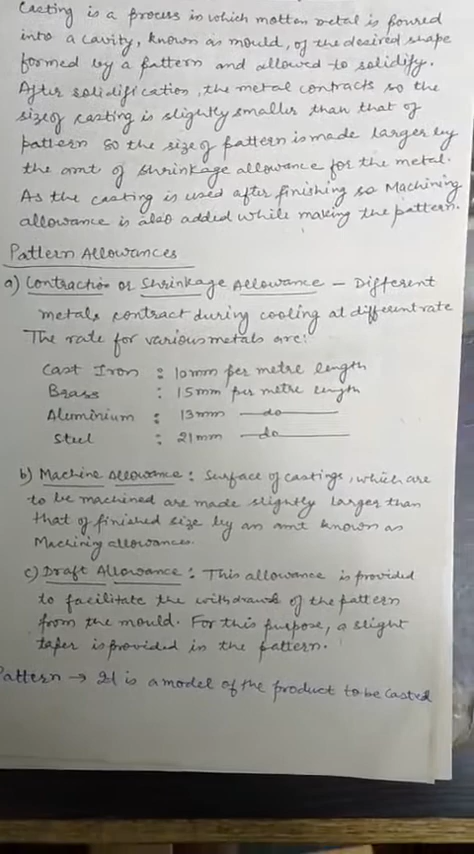 Casting is a process in which motten metal is poured
into a cavity, known as mould, of the desired shape
formed by a pattern and allowed to solidify.
After solidification, the metal contracts so the
size of casting is slightly smaller than that of
pattern so the size of pattern is made larger by
the amt of shrinkage allowance for the metal.
As the casting is used after finishing so Machining
allowance is also added while making the pattern.
Pattern Allowances
a) Contraction or Shrinkage Allowance – Different
metals contract during cooling at different rate
The rate for various metals are:
Cast Iron : 10mm per metre length
Brass : 15mm per metre length
Aluminium : 13mm —do—
Steel : 21mm —do—
b) Machine Allowance : Surface of castings, which are
to be machined are made slightly larger than
that of finished size by an amt known as
Machining allowances.
c) Draft Allowance : This allowance is provided
to facilitate the withdrawl of the pattern
from the mould. For this purpose, a slight
taper is provided in the pattern.
Pattern → It is a model of the product to be casted